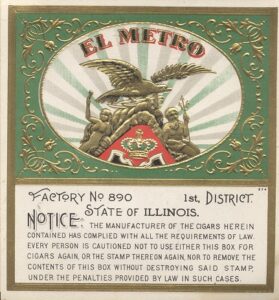 EL METRO
FACTORY No 890 1st. DISTRICT.
STATE OF ILLINOIS.
NOTICE: THE MANUFACTURER OF THE CIGARS HEREIN
CONTAINED HAS COMPLIED WITH ALL THE REQUIREMENTS OF LAW.
EVERY PERSON IS CAUTIONED NOT TO USE EITHER THIS BOX FOR
CIGARS AGAIN, OR THE STAMP THEREON AGAIN, NOR TO REMOVE THE
CONTENTS OF THIS BOX WITHOUT DESTROYING SAID STAMP,
UNDER THE PENALTIES PROVIDED BY LAW IN SUCH CASES.